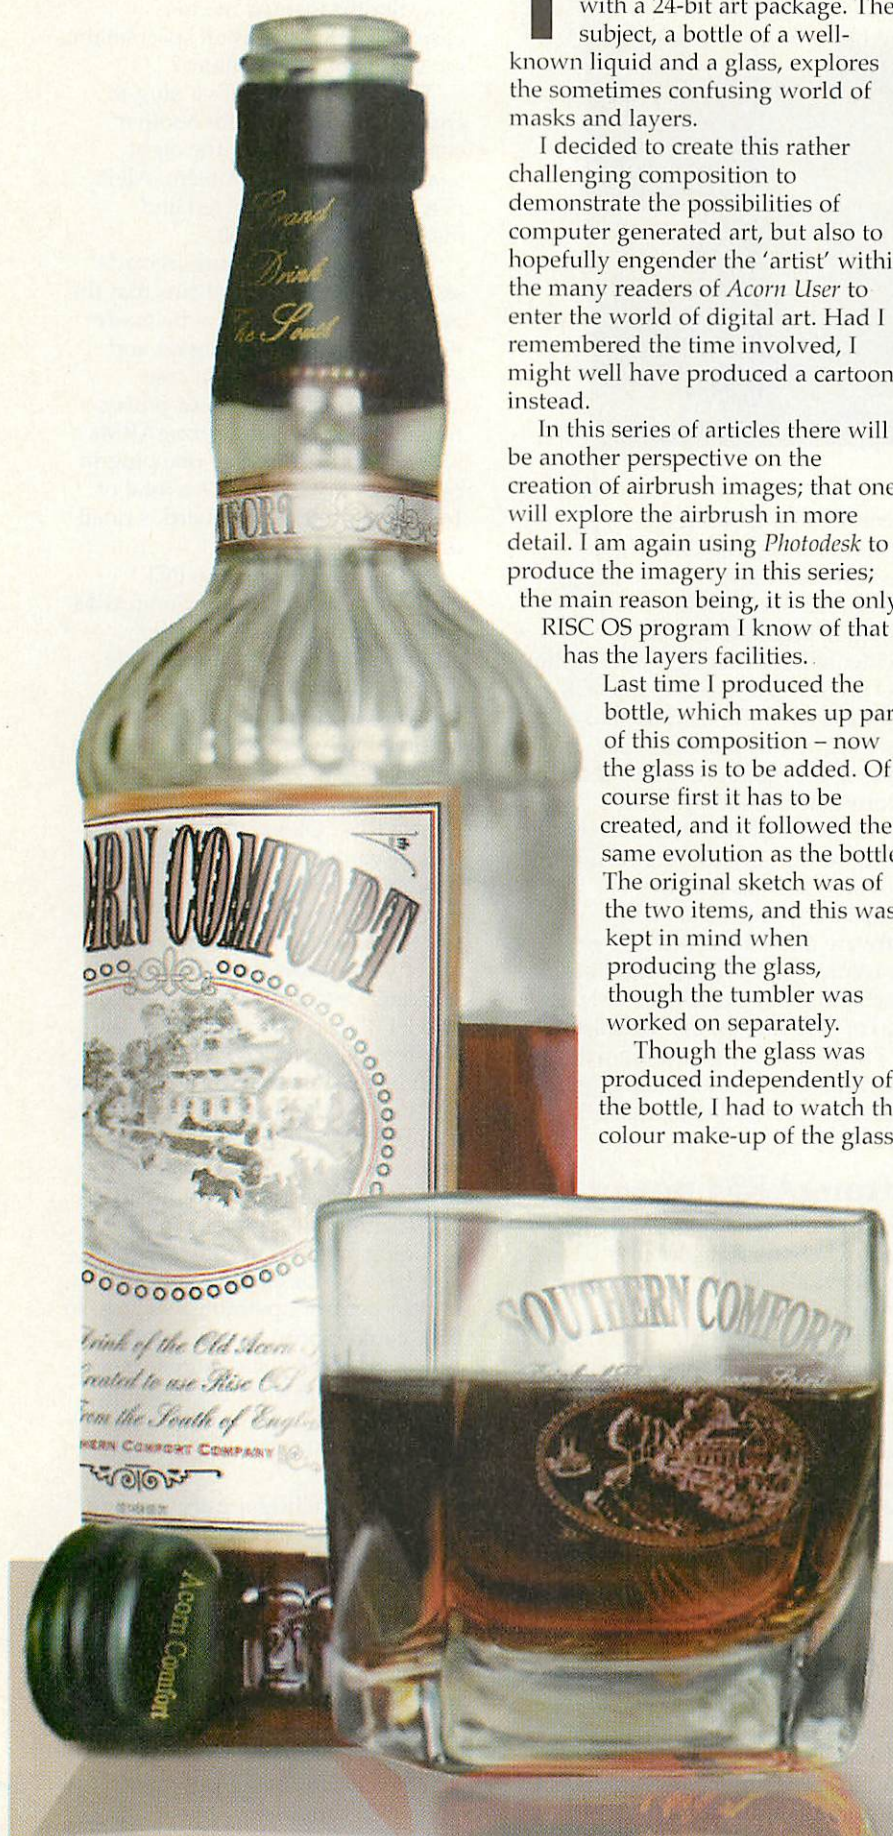 with a 24-bit art package. The
subject, a bottle of a well-
known liquid and a glass, explores
the sometimes confusing world of
masks and layers.
I decided to create this rather
challenging composition to
demonstrate the possibilities of
computer generated art, but also to
hopefully engender the ‘artist’ withi
the many readers of Acorn User to
enter the world of digital art. Had I
remembered the time involved, I
might well have produced a cartoon
instead.
In this series of articles there will
be another perspective on the
creation of airbrush images; that one
will explore the airbrush in more
detail. I am again using Photodesk to
produce the imagery in this series;
the main reason being, it is the only
RISC OS program I know of that
has the layers facilities.
Last time I produced the
bottle, which makes up par
of this composition – now
the glass is to be added. Of
course first it has to be
created, and it followed the
same evolution as the bottle
The original sketch was of
the two items, and this was
kept in mind when
producing the glass,
though the tumbler was
worked on separately.
Though the glass was
produced independently of
the bottle, I had to watch th
colour make-up of the glass
Grand
Drink
The South
MFORT
ORN COMFORT
Drink of the Old Acorn
Created to use Risc OS
From the South of Engla
HERN COMFORT COMPANY
SOUTHERN COMFORT
Acorn Comfort